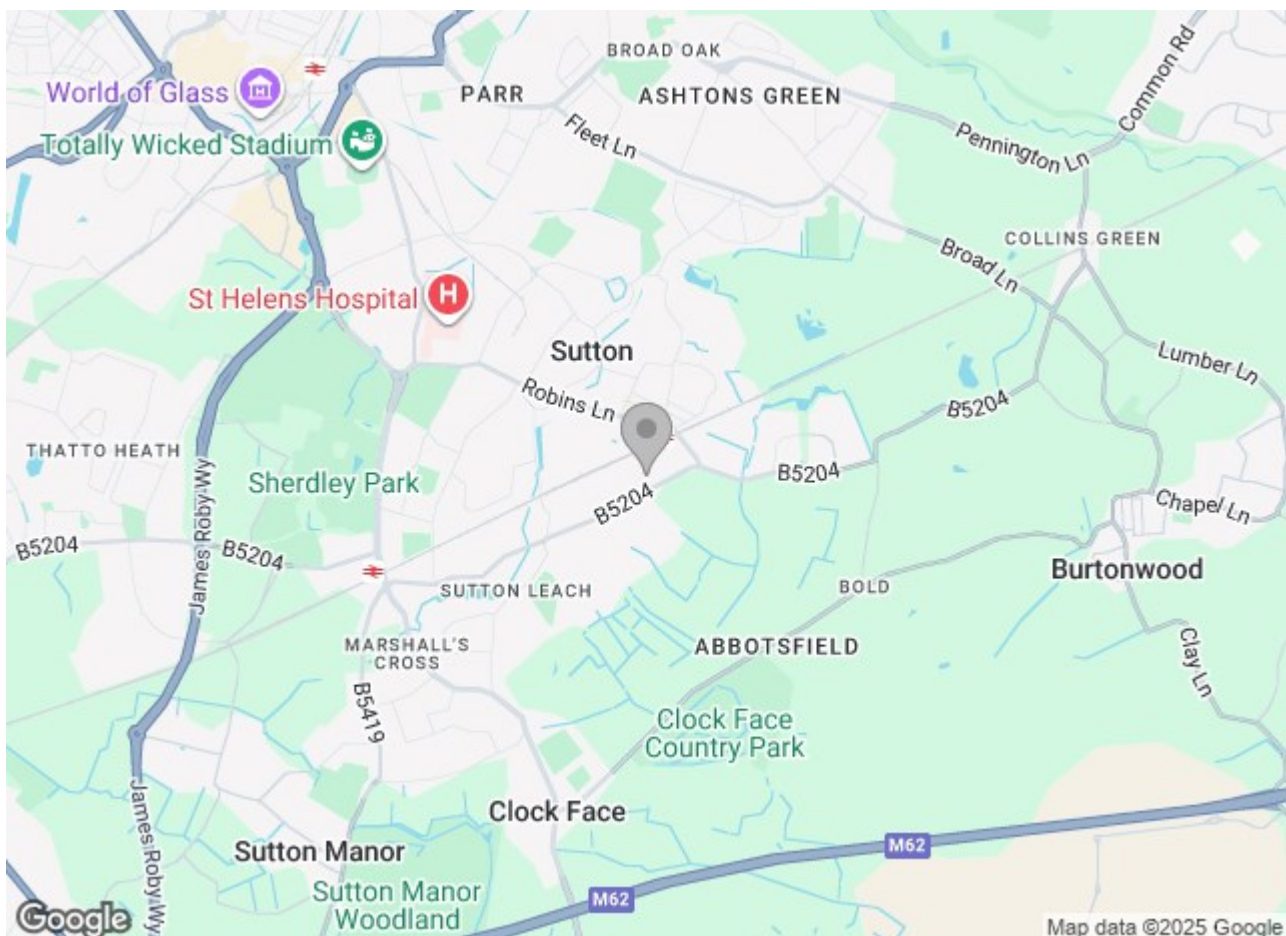 BROAD OAK
World of Glass
PARR
ASHTONS GREEN
Common Rd
Totally Wicked Stadium
Fleet Ln
Pennington Ln
COLLINS GREEN
Broad Ln
St Helens Hospital
H
Sutton
Lumber Ln
Robins Ln
B5204
THATTO HEATH
James Roby Wy
Sherdley Park
B5204
B5204
Chapel Ln
B5204
B5204
SUTTON LEACH
BOLD
Burtonwood
MARSHALL'S
CROSS
ABBOTSFIELD
Clay Ln
B5419
Clock Face
Country Park
James Roby Wy
Clock Face
Sutton Manor
M62
Sutton Manor
Woodland
M62
Google
Map data ©2025 Google